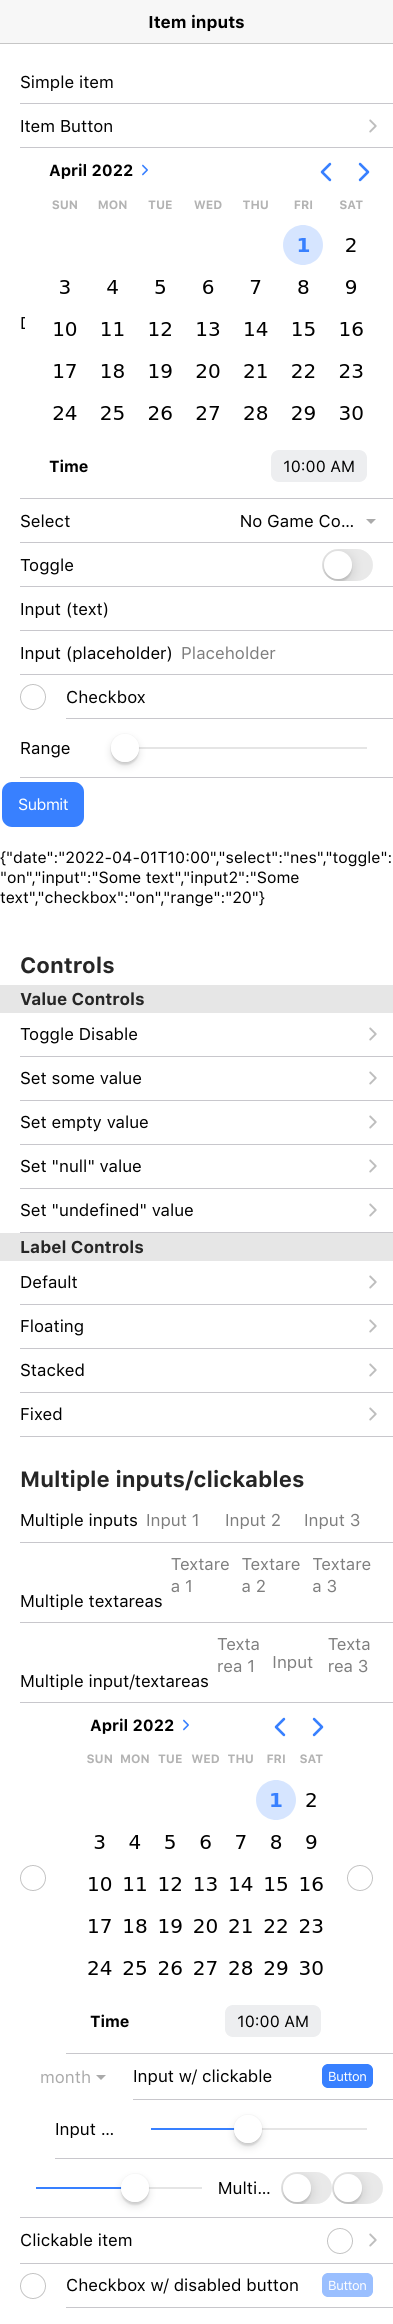 Item inputs
Simple item
Item Button
April 2022
SUN MON TUE WED THU FRI SAT
1 2
3 4 5 6 7 8 9
10 11 12 13 14 15 16
17 18 19 20 21 22 23
24 25 26 27 28 29 30
Time 10:00 AM
Select No Game Co...
Toggle
Input (text)
Input (placeholder) Placeholder
Checkbox
Range
Submit
{"date":"2022-04-01T10:00","select":"nes","toggle":
"on","input":"Some text","input2":"Some
text","checkbox":"on","range":"20"}
Controls
Value Controls
Toggle Disable
Set some value
Set empty value
Set "null" value
Set "undefined" value
Label Controls
Default
Floating
Stacked
Fixed
Multiple inputs/clickables
Multiple inputs Input 1 Input 2 Input 3
Textare Textare Textare
a 1 a 2 a 3
Multiple textareas
Texta Input Texta
rea 1 rea 3
Multiple input/textareas
April 2022
SUN MON TUE WED THU FRI SAT
1 2
3 4 5 6 7 8 9
10 11 12 13 14 15 16
17 18 19 20 21 22 23
24 25 26 27 28 29 30
Time 10:00 AM
month Input w/ clickable Button
Input ...
Multi...
Clickable item
Checkbox w/ disabled button Button